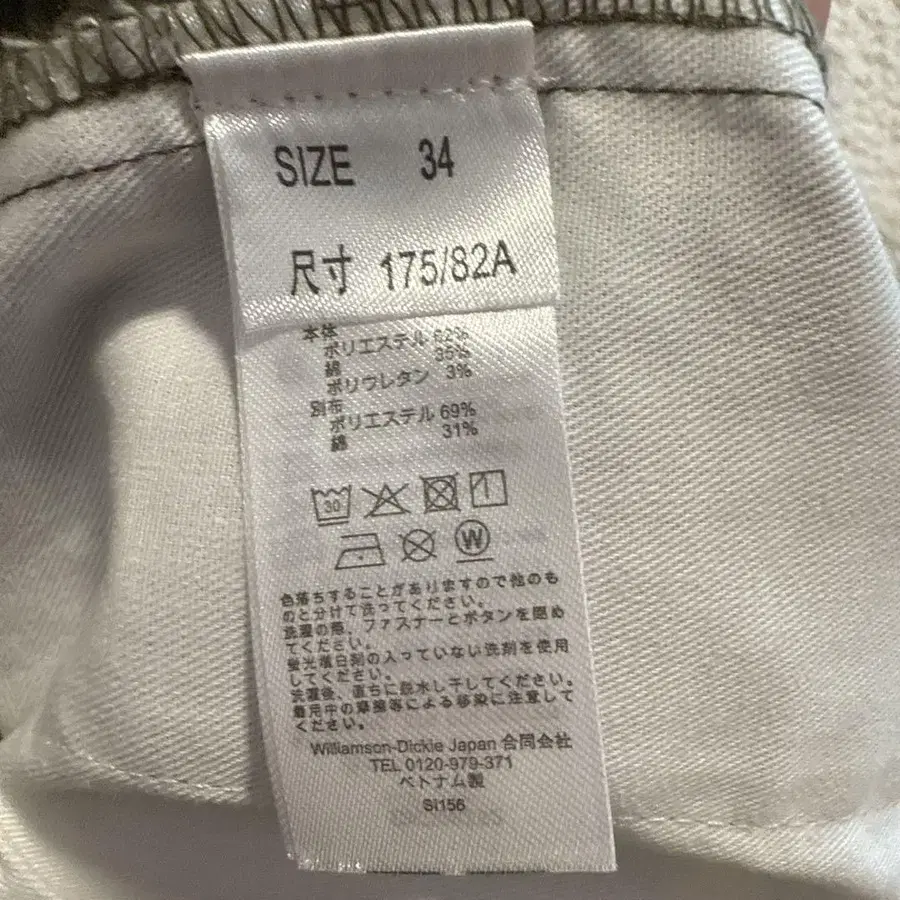 SIZE 34
尺寸 175/82A
本体
ポリエステル 62%
綿 35%
ポリウレタン 3%
別布
ポリエステル 69%
綿 31%
30
W
色落ちすることがありますので他のも
のと分けて洗ってください。
洗濯の際、ファスナーとボタンを閉め
てください。
蛍光増白剤の入っていない洗剤を使用
してください。
洗濯後、直ちに脱水し干してください。
着用中の摩擦等による移染に注意して
ください。
Williamson-Dickie Japan 合同会社
TEL 0120-979-371
ベトナム製
SI156